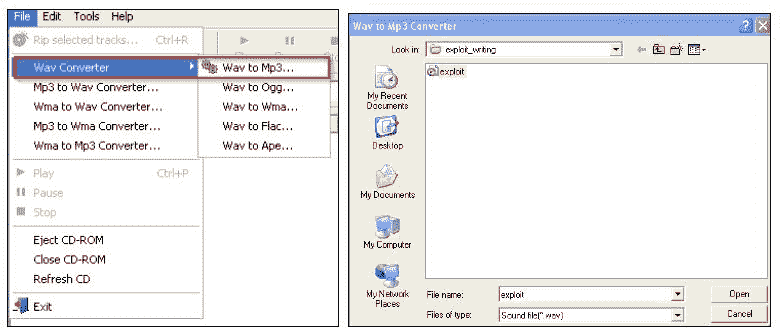 File Edit Tools Help
Rip selected tracks... Ctrl+R
Wav Converter
Mp3 to Wav Converter...
Wma to Wav Converter...
Mp3 to Wma Converter...
Wma to Mp3 Converter...
Play Ctrl+P
Pause
Stop
Eject CD-ROM
Close CD-ROM
Refresh CD
Exit
Wav to Mp3...
Wav to Ogg...
Wav to Wma...
Wav to Flac...
Wav to Ape...
Wav to Mp3 Converter
Look in: exploit_writing
exploit
My Recent
Documents
Desktop
My Documents
My Computer
My Network
Places
File name: exploit Open
Files of type: Sound file(*.wav) Cancel